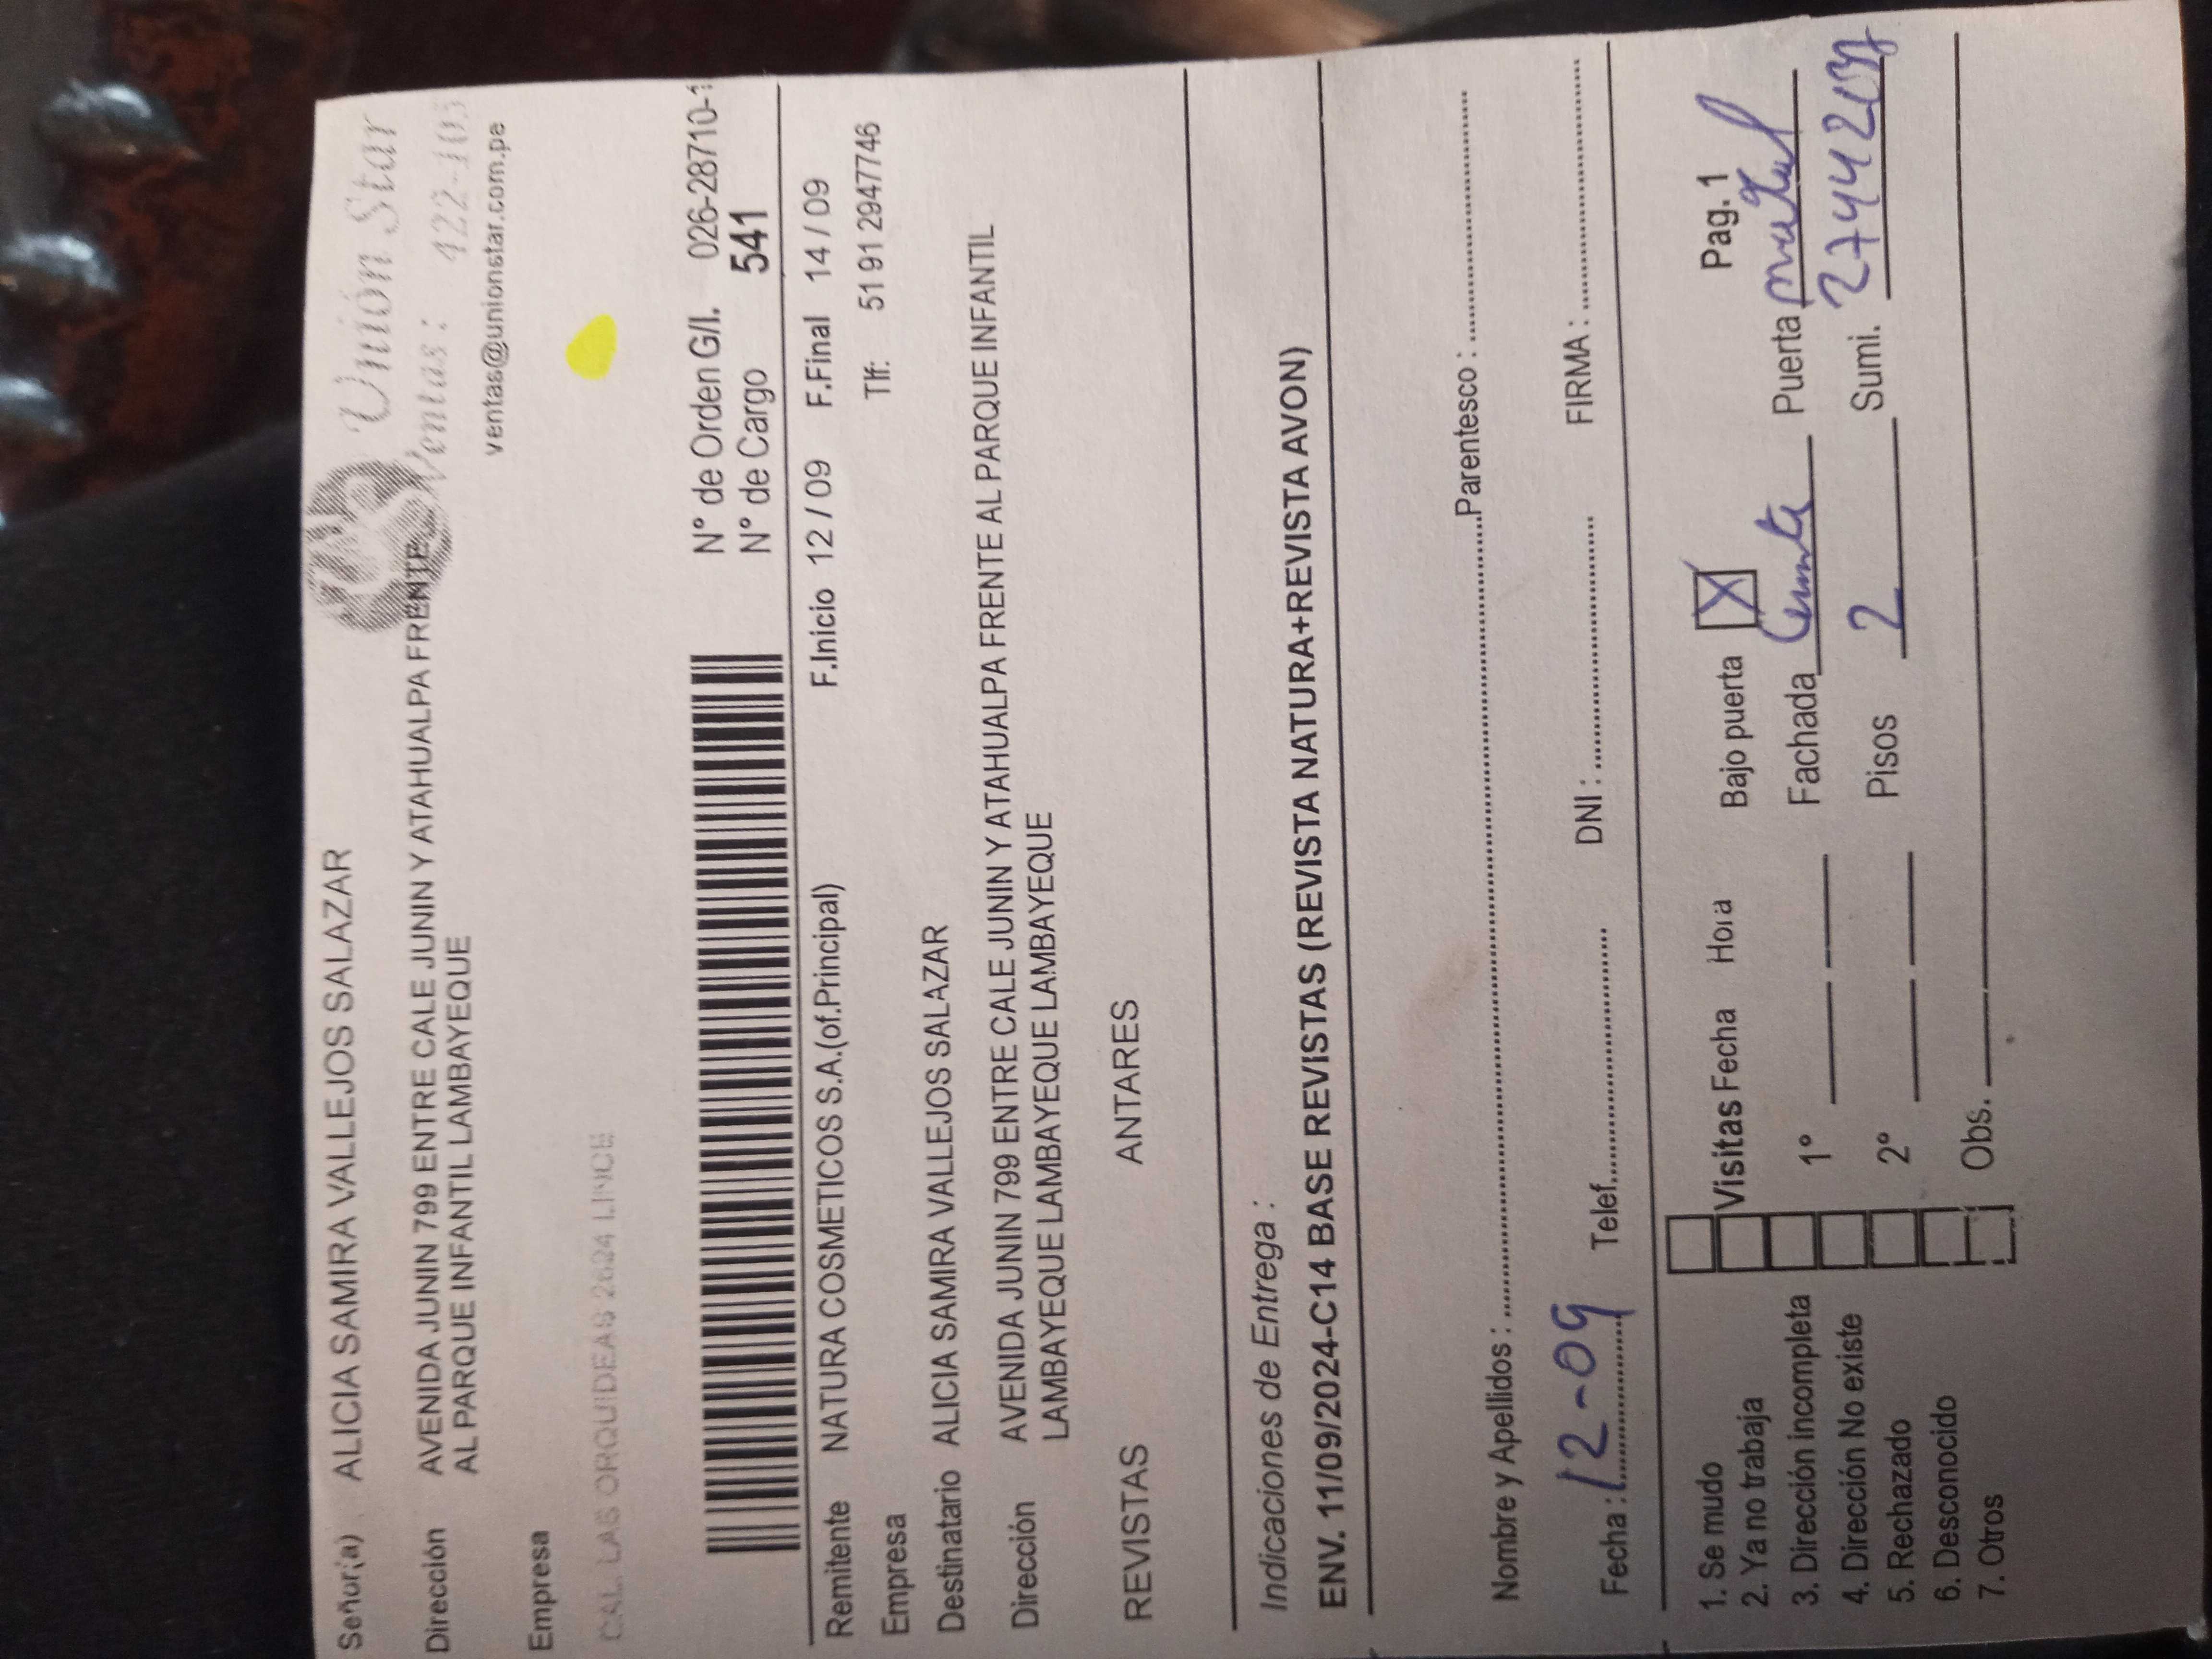 Señor(a) ALICIA SAMIRA VALLEJOS SALAZAR
Unión Star
Ventas: 422-10
ventas@unionstar.com.pe
Dirección AVENIDA JUNIN 799 ENTRE CALE JUNIN Y ATAHUALPA FRENTE
AL PARQUE INFANTIL LAMBAYEQUE
Empresa
CAL. LAS ORQUIDEAS 2624 LINCE
N° de Orden G/I. 026-28710-1
N° de Cargo 541
Remitente NATURA COSMETICOS S.A.(of.Principal) F.Inicio 12 / 09 F.Final 14 / 09
Empresa Tlf: 51 91 2947746
Destinatario ALICIA SAMIRA VALLEJOS SALAZAR
Dirección AVENIDA JUNIN 799 ENTRE CALE JUNIN Y ATAHUALPA FRENTE AL PARQUE INFANTIL
LAMBAYEQUE LAMBAYEQUE LAMBAYEQUE
REVISTAS ANTARES
Indicaciones de Entrega :
ENV. 11/09/2024-C14 BASE REVISTAS (REVISTA NATURA+REVISTA AVON)
Nombre y Apellidos : Parentesco :
Fecha : 12-09 Telef. DNI : FIRMA :
1. Se mudo
2. Ya no trabaja
3. Dirección incompleta
4. Dirección No existe
5. Rechazado
6. Desconocido
7. Otros
Visitas Fecha Hora Bajo puerta X Pag. 1
1° Fachada Puerta
2° Pisos 2 Sumi.
Obs.